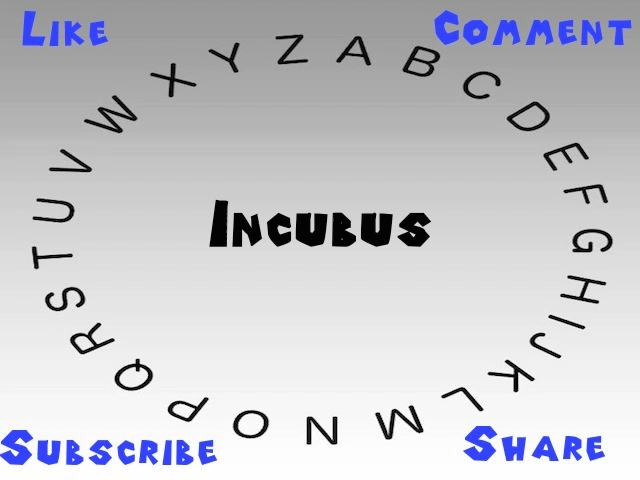 Like
Comment
A B C D E F G H I J K L M N O P Q R S T U V W X Y Z
Incubus
Subscribe
Share